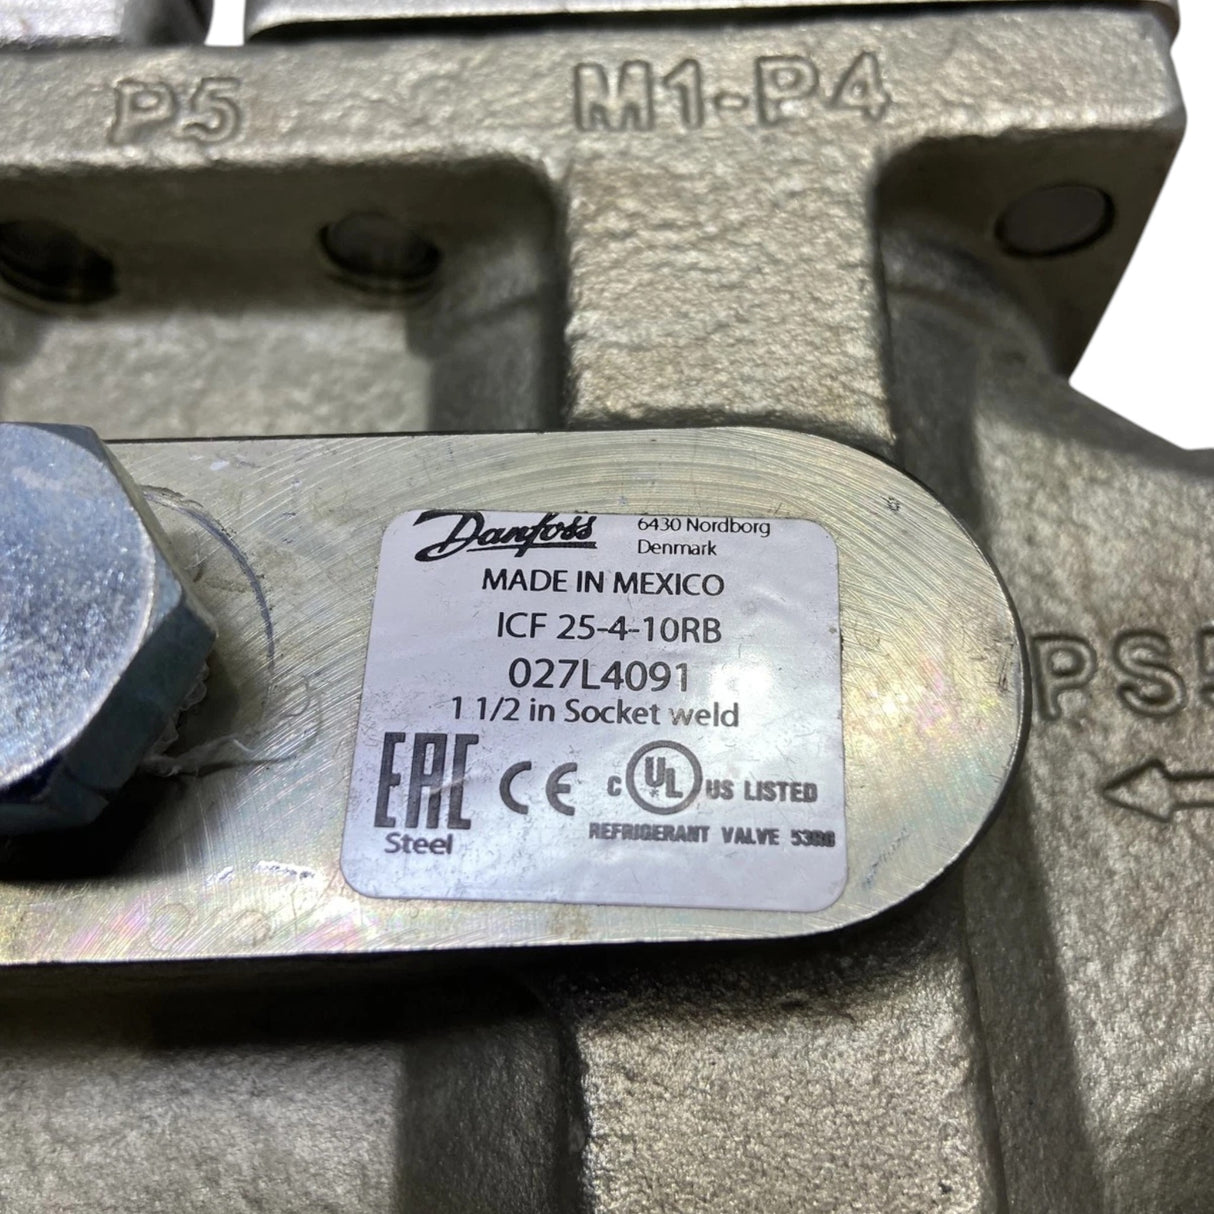 P5 M1-P4
Danfoss 6430 Nordborg
Denmark
MADE IN MEXICO
ICF 25-4-10RB
027L4091
1 1/2 in Socket weld
EAC CE C UL US LISTED
Steel
REFRIGERANT VALVE